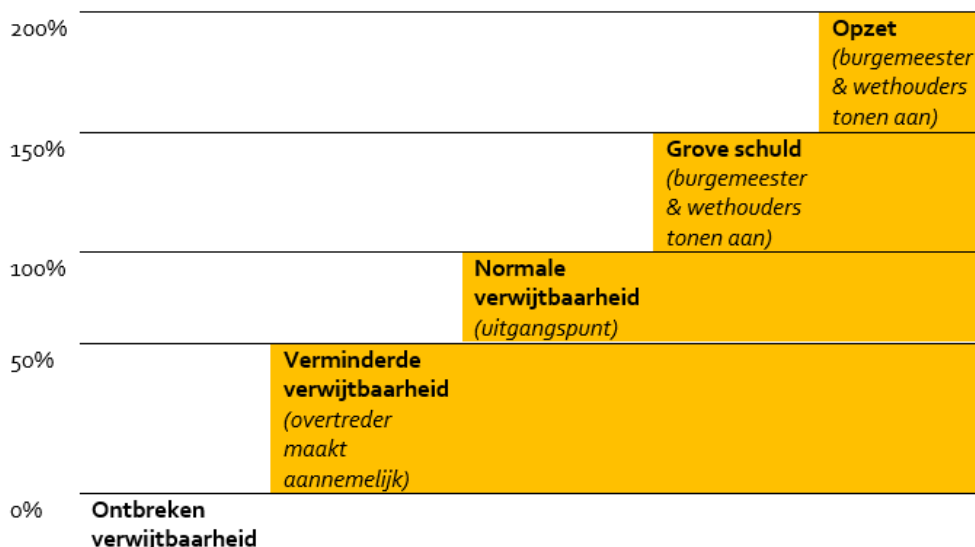 200%
Opzet
(burgemeester
& wethouders
tonen aan)
150%
Grove schuld
(burgemeester
& wethouders
tonen aan)
100%
Normale
verwijtbaarheid
(uitgangspunt)
50%
Verminderde
verwijtbaarheid
(overtreder
maakt
aannemelijk)
0%
Ontbreken
verwijtbaarheid